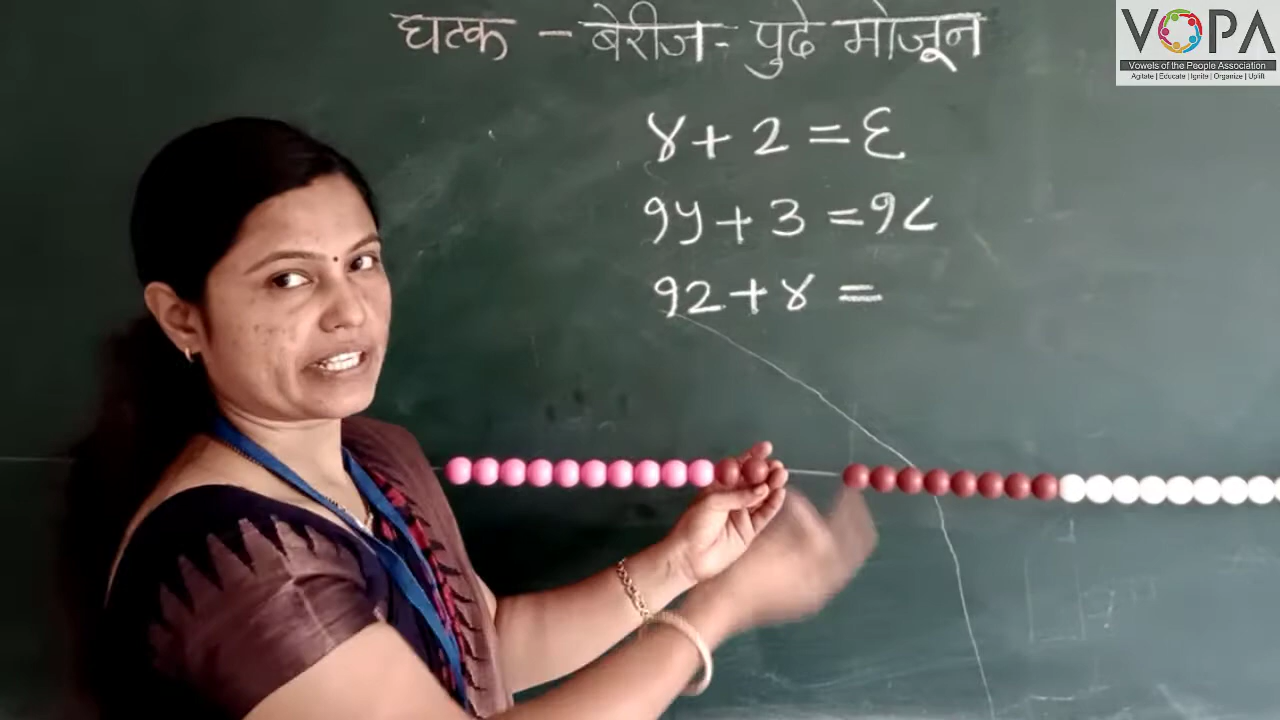 घटक - बेरीज - पुढे मोजून
४ + २ = ६
१५ + ३ = १८
१२ + ४ =
VOPA
Vowels of the People Association
Agitate | Educate | Ignite | Organize | Uplift